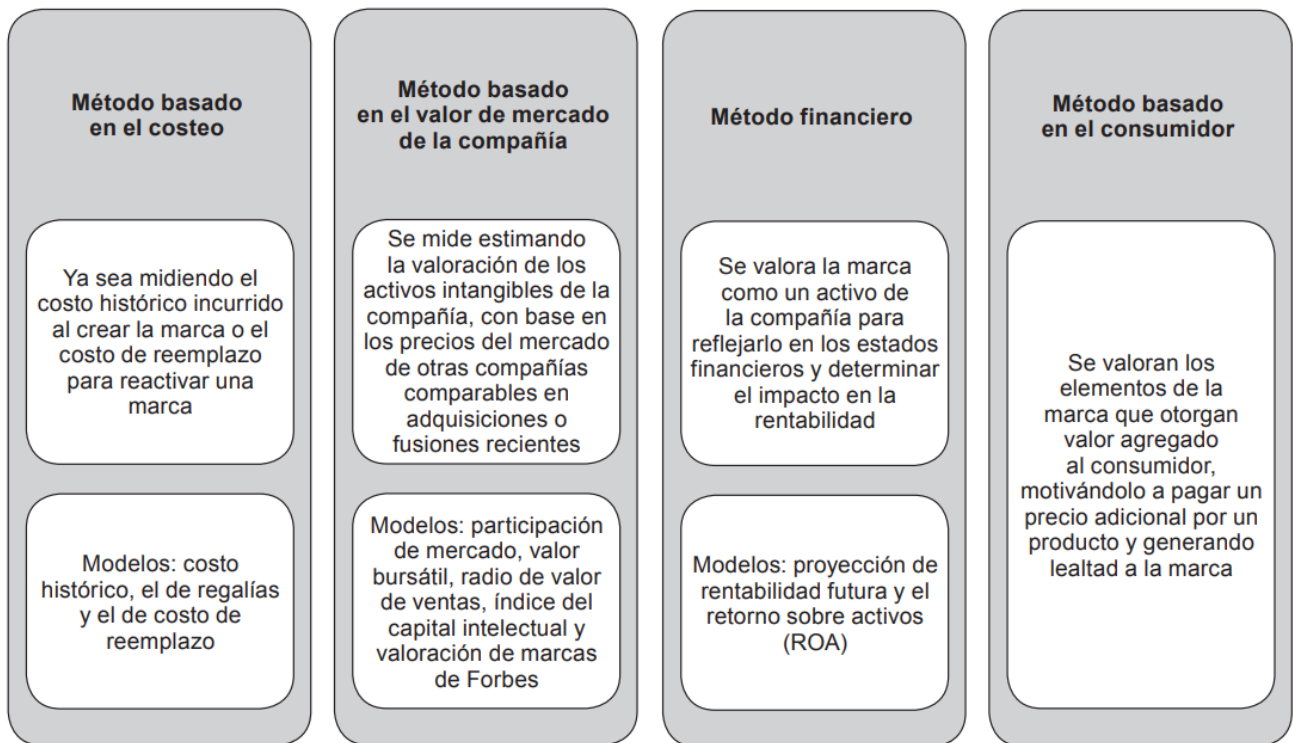 Método basado
en el costeo
Ya sea midiendo el
costo histórico incurrido
al crear la marca o el
costo de reemplazo
para reactivar una
marca
Modelos: costo
histórico, el de regalías
y el de costo de
reemplazo
Método basado
en el valor de mercado
de la compañía
Se mide estimando
la valoración de los
activos intangibles de la
compañía, con base en
los precios del mercado
de otras compañías
comparables en
adquisiciones o
fusiones recientes
Modelos: participación
de mercado, valor
bursátil, radio de valor
de ventas, índice del
capital intelectual y
valoración de marcas
de Forbes
Método financiero
Se valora la marca
como un activo de
la compañía para
reflejarlo en los estados
financieros y determinar
el impacto en la
rentabilidad
Modelos: proyección de
rentabilidad futura y el
retorno sobre activos
(ROA)
Método basado
en el consumidor
Se valoran los
elementos de la
marca que otorgan
valor agregado
al consumidor,
motivándolo a pagar un
precio adicional por un
producto y generando
lealtad a la marca